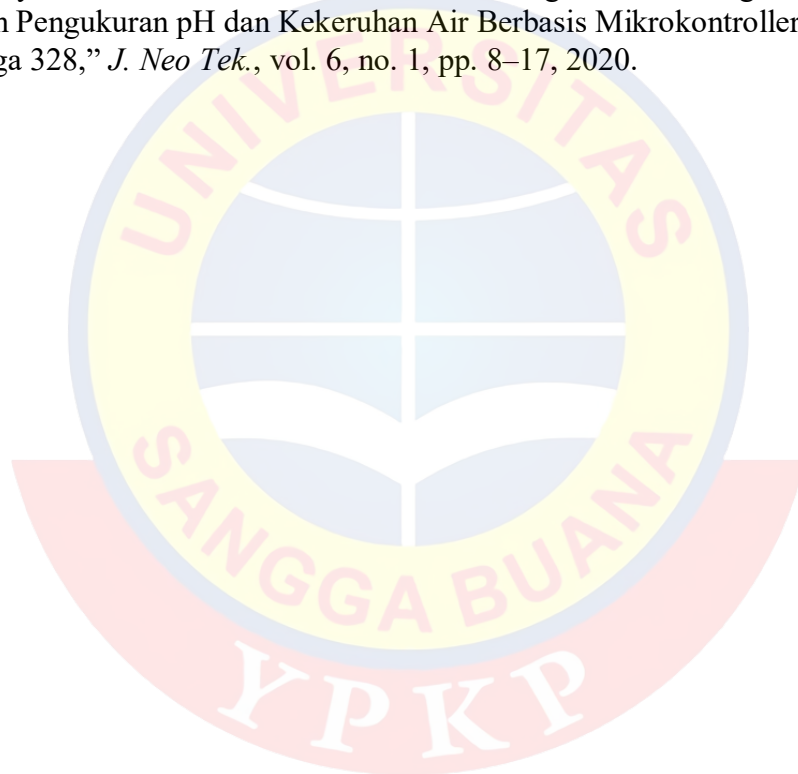 Pengukuran pH dan Kekeruhan Air Berbasis Mikrokontroller
328,” J. Neo Tek., vol. 6, no. 1, pp. 8–17, 2020.
UNIVERSITAS
SANGGA BUANA
YPKP